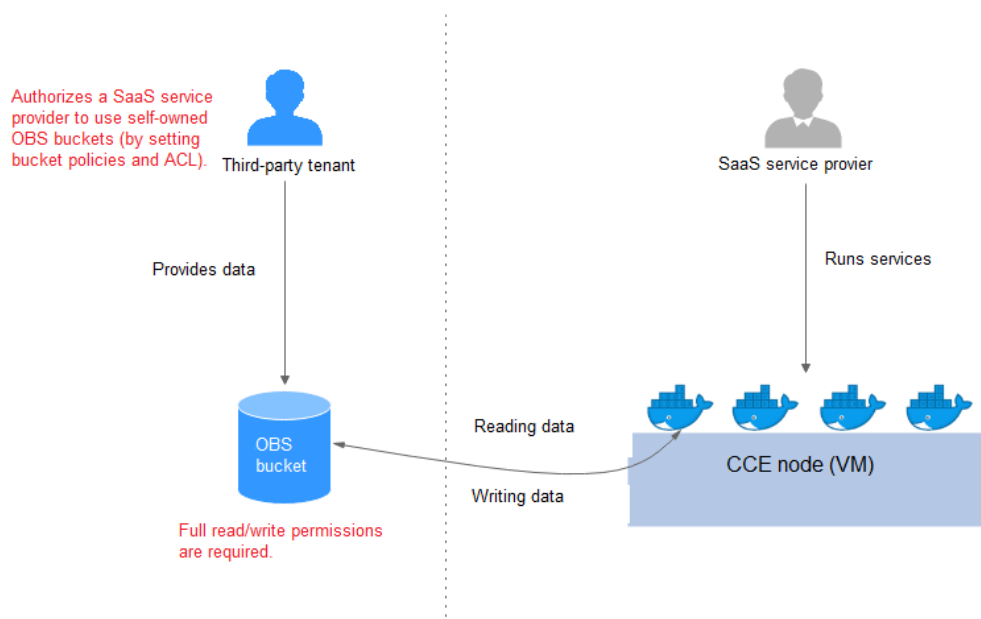 Authorizes a SaaS service
provider to use self-owned
OBS buckets (by setting
bucket policies and ACL).
Third-party tenant
SaaS service provier
Provides data
Runs services
OBS
bucket
Reading data
Writing data
CCE node (VM)
Full read/write permissions
are required.